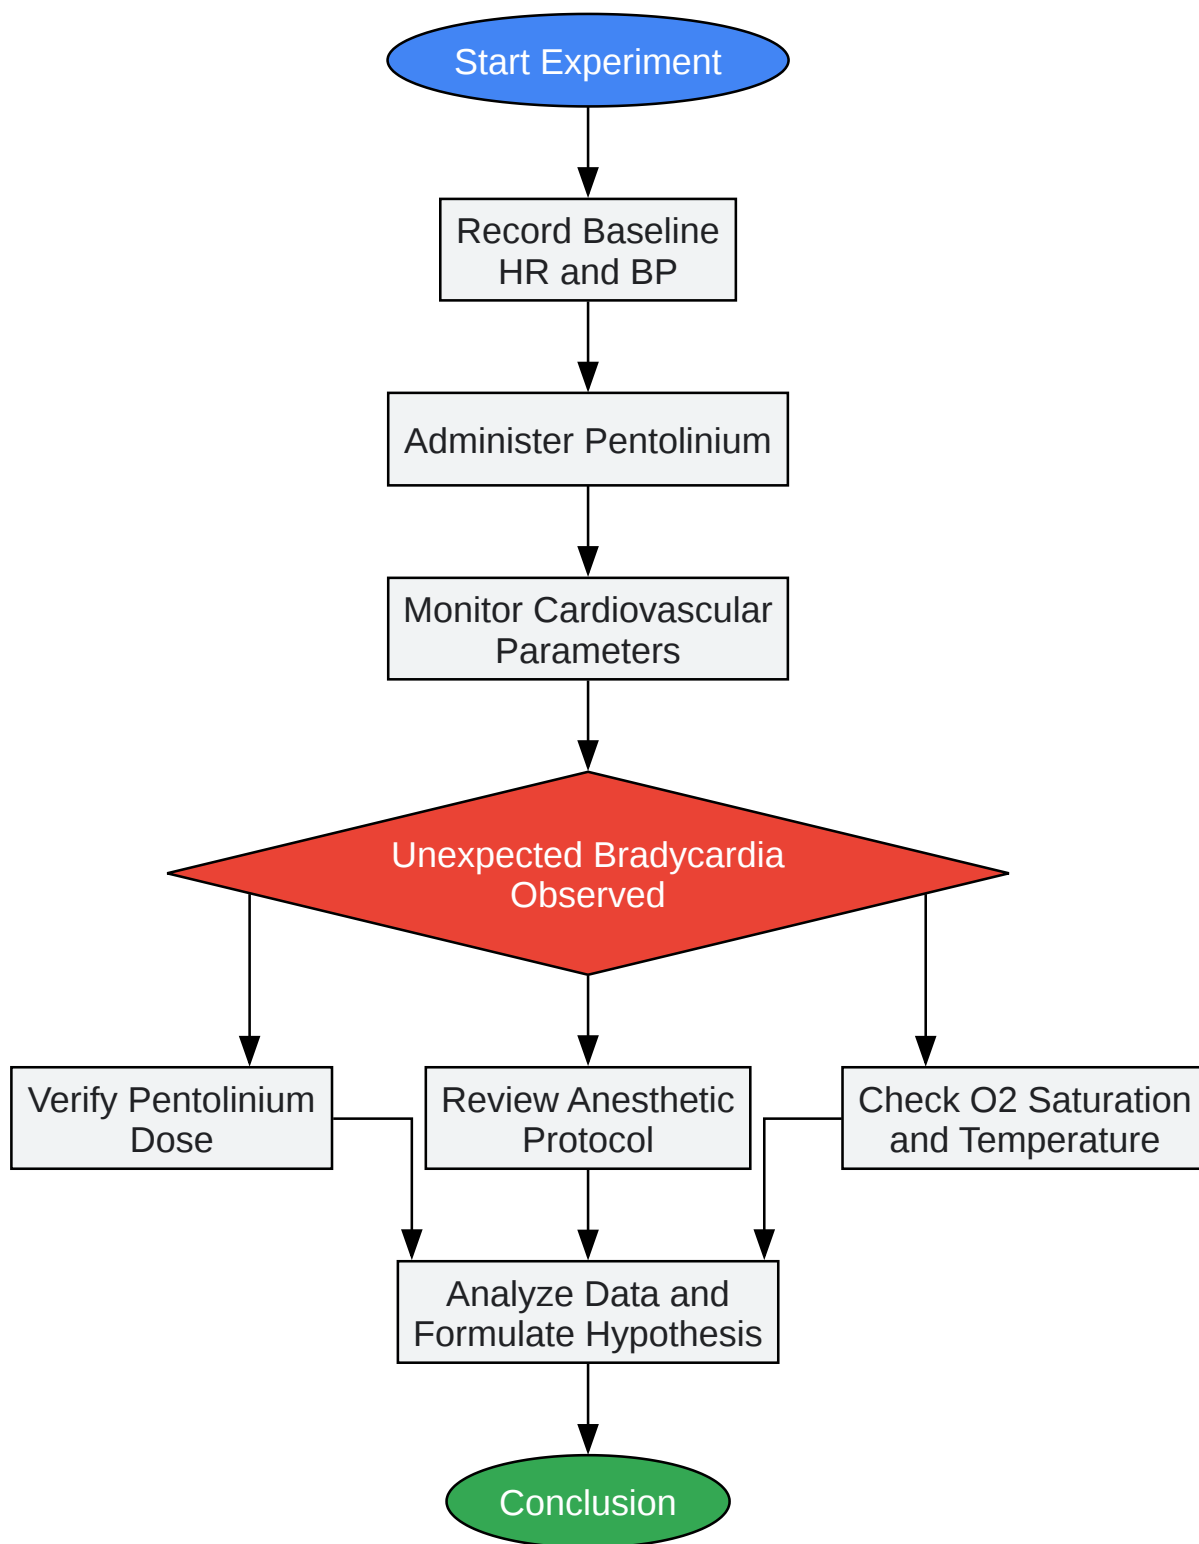 Start Experiment
Record Baseline
HR and BP
Administer Pentolinium
Monitor Cardiovascular
Parameters
Unexpected Bradycardia
Observed
Verify Pentolinium
Dose
Review Anesthetic
Protocol
Check O2 Saturation
and Temperature
Analyze Data and
Formulate Hypothesis
Conclusion